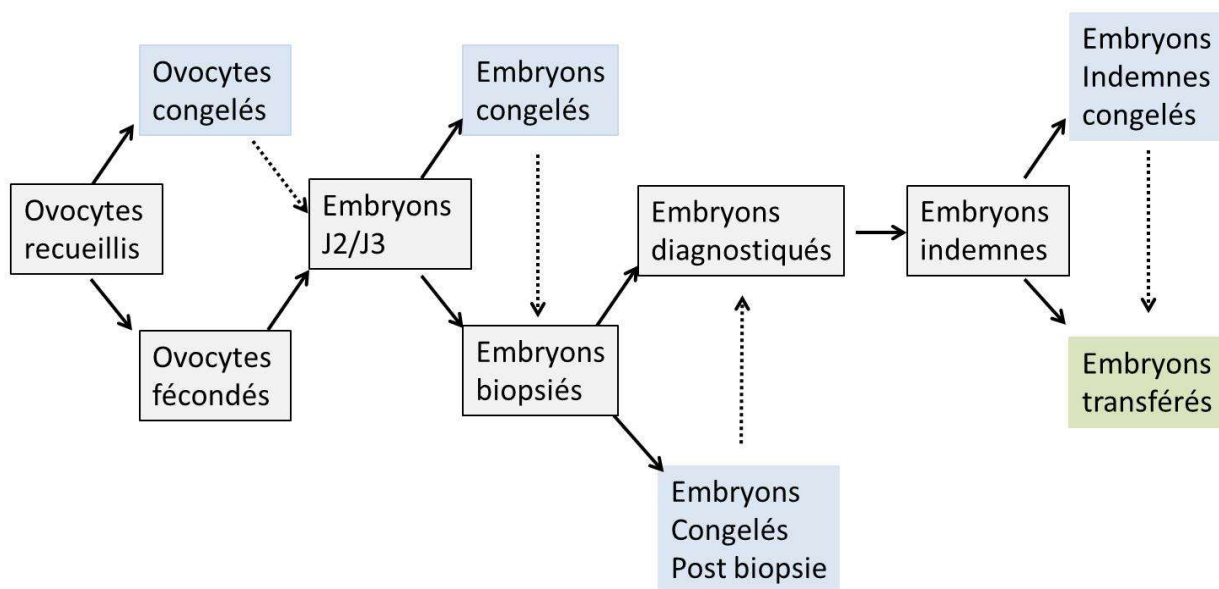 Ovocytes
recueillis
Ovocytes
congelés
Ovocytes
fécondés
Embryons
J2/J3
Embryons
congelés
Embryons
biopsiés
Embryons
diagnostiqués
Embryons
Congelés
Post biopsie
Embryons
indemnes
Embryons
Indemnes
congelés
Embryons
transférés